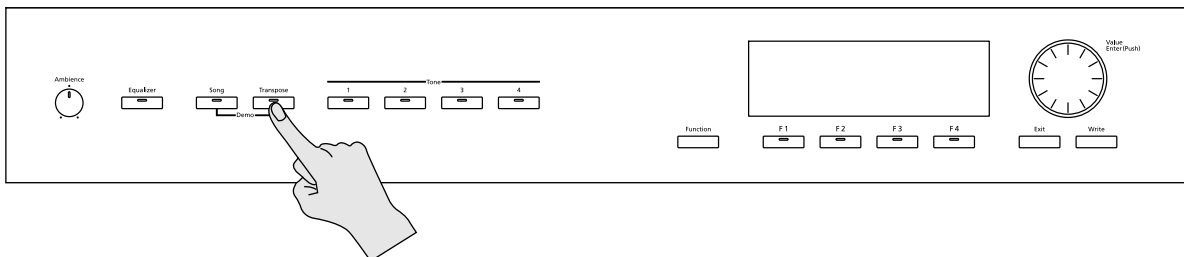 Ambience
Equalizer
Song
Transpose
Demo
Tone
1 2 3 4
Function
F 1 F 2 F 3 F 4
Value
Enter(Push)
Exit
Write